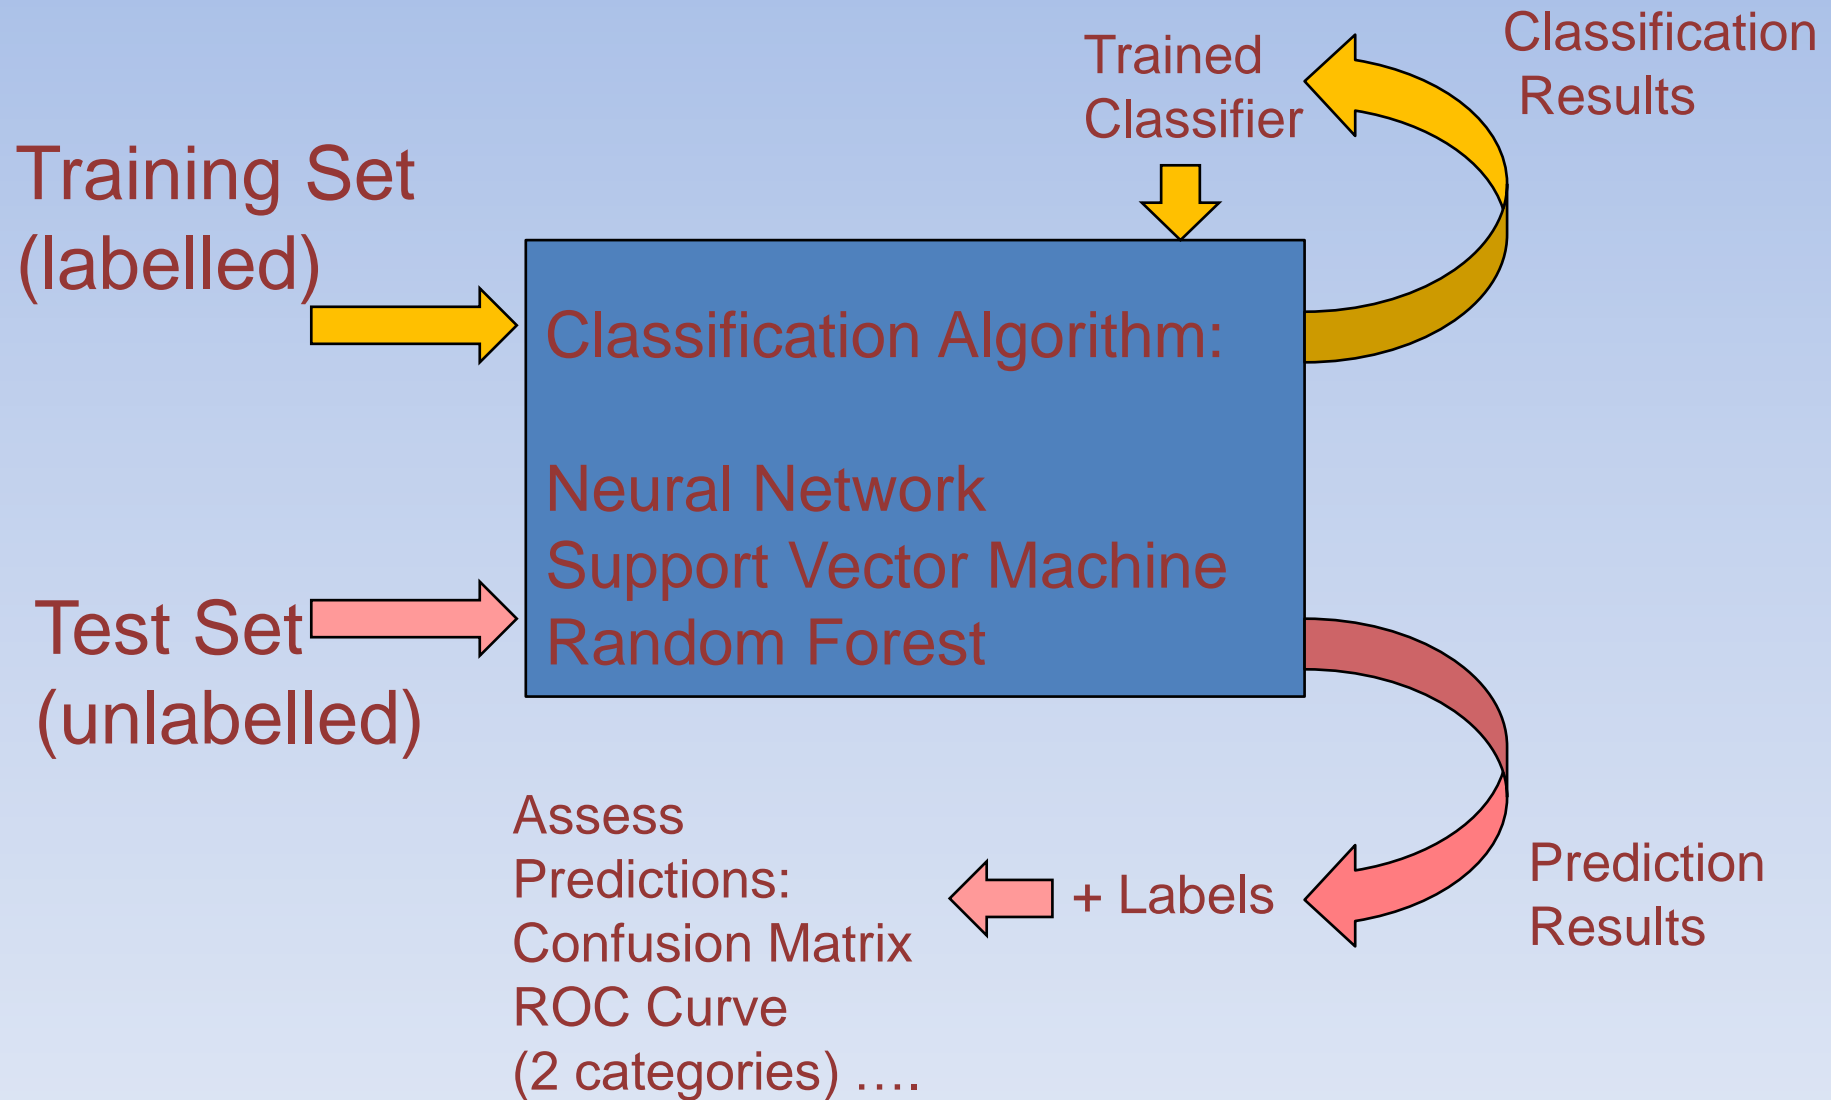 Training Set
(labelled)
Trained
Classifier
Classification
Results
Classification Algorithm:
Neural Network
Support Vector Machine
Random Forest
Test Set
(unlabelled)
Prediction
Results
+ Labels
Assess
Predictions:
Confusion Matrix
ROC Curve
(2 categories) ….